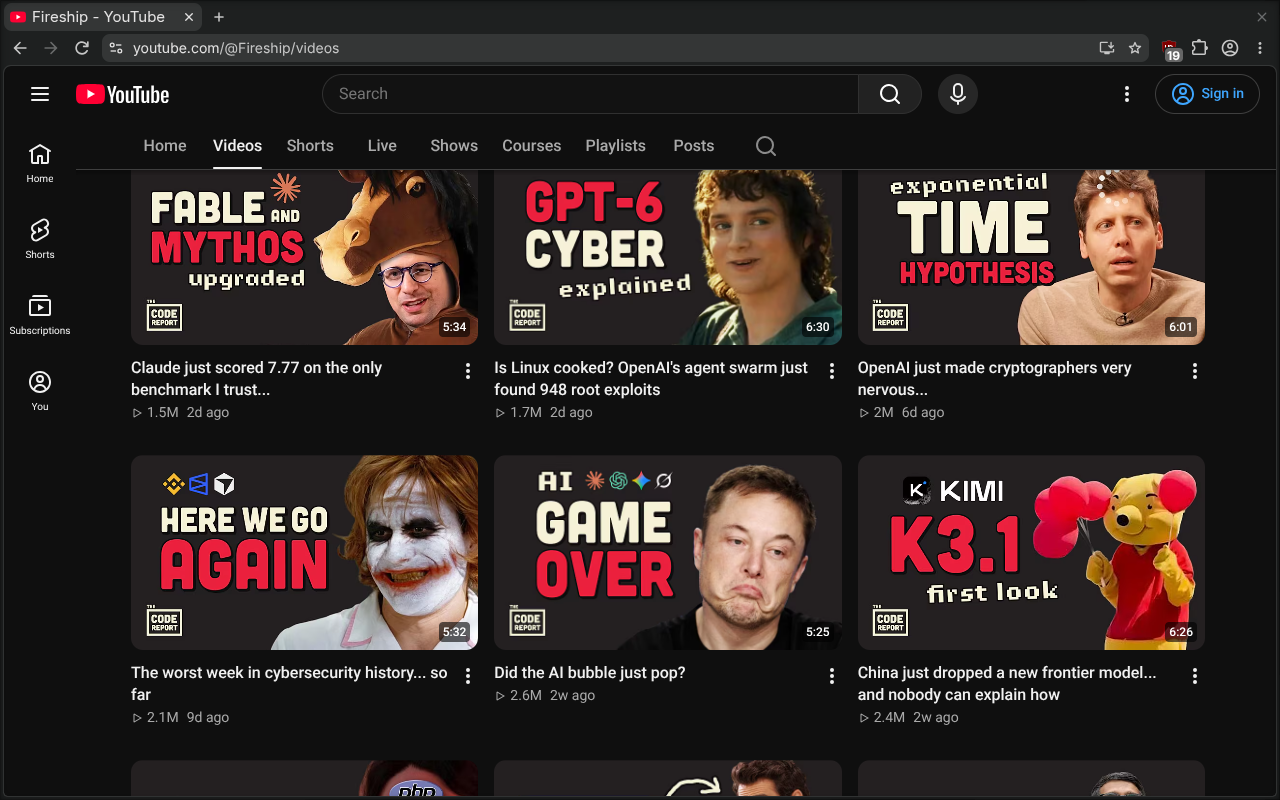 Fireship - YouTube
youtube.com/@Fireship/videos
19
YouTube
Search
Sign in
Home
Videos
Shorts
Live
Shows
Courses
Playlists
Posts
Home
Shorts
Subscriptions
You
FABLE AND
MYTHOS
upgraded
THE
CODE
REPORT
5:34
GPT-6
CYBER
explained
THE
CODE
REPORT
6:30
exponential
TIME
HYPOTHESIS
THE
CODE
REPORT
6:01
Claude just scored 7.77 on the only
benchmark I trust...
1.5M 2d ago
Is Linux cooked? OpenAI's agent swarm just
found 948 root exploits
1.7M 2d ago
OpenAI just made cryptographers very
nervous...
2M 6d ago
HERE WE GO
AGAIN
THE
CODE
REPORT
5:32
AI
GAME
OVER
THE
CODE
REPORT
5:25
K KIMI
K3.1
first look
THE
CODE
REPORT
6:26
The worst week in cybersecurity history... so
far
2.1M 9d ago
Did the AI bubble just pop?
2.6M 2w ago
China just dropped a new frontier model...
and nobody can explain how
2.4M 2w ago
php